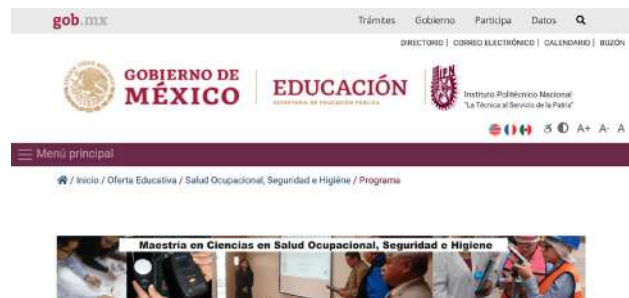 gob.mx
Trámites Gobierno Participa Datos
DIRECTORIO | CORREO ELECTRÓNICO | CALENDARIO | BUZÓN
GOBIERNO DE
MÉXICO
EDUCACIÓN
SECRETARÍA DE EDUCACIÓN PÚBLICA
IPN
Instituto Politécnico Nacional
"La Técnica al Servicio de la Patria"
A+ A- A
Menú principal
/ Inicio / Oferta Educativa / Salud Ocupacional, Seguridad e Higiéne / Programa
Maestría en Ciencias en Salud Ocupacional, Seguridad e Higiene